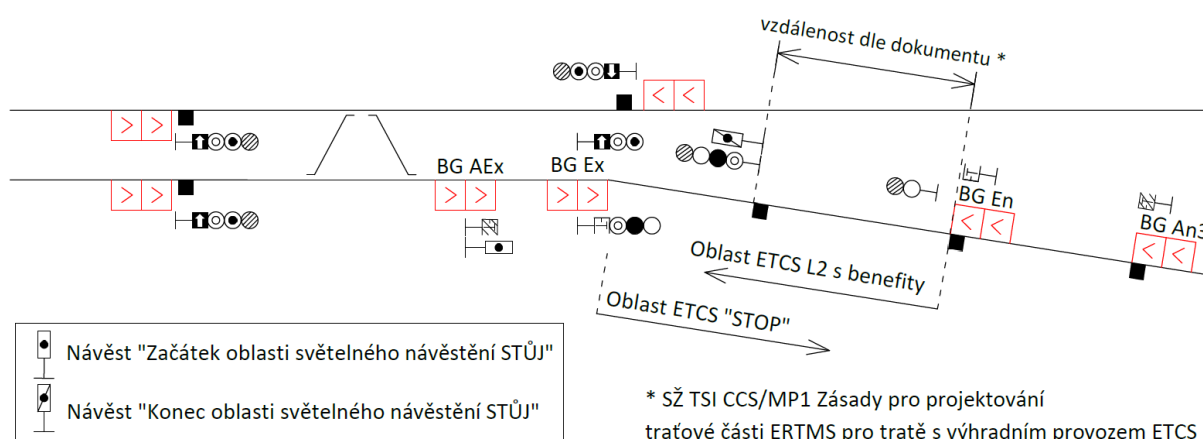 vzdálenost dle dokumentu *
BG AEx
BG Ex
BG En
BG An3
Oblast ETCS L2 s benefity
Oblast ETCS "STOP"
Návěst "Začátek oblasti světelného návěstění STŮJ"
Návěst "Konec oblasti světelného návěstění STŮJ"
* SŽ TSI CCS/MP1 Zásady pro projektování
traťové části ERTMS pro tratě s výhradním provozem ETCS